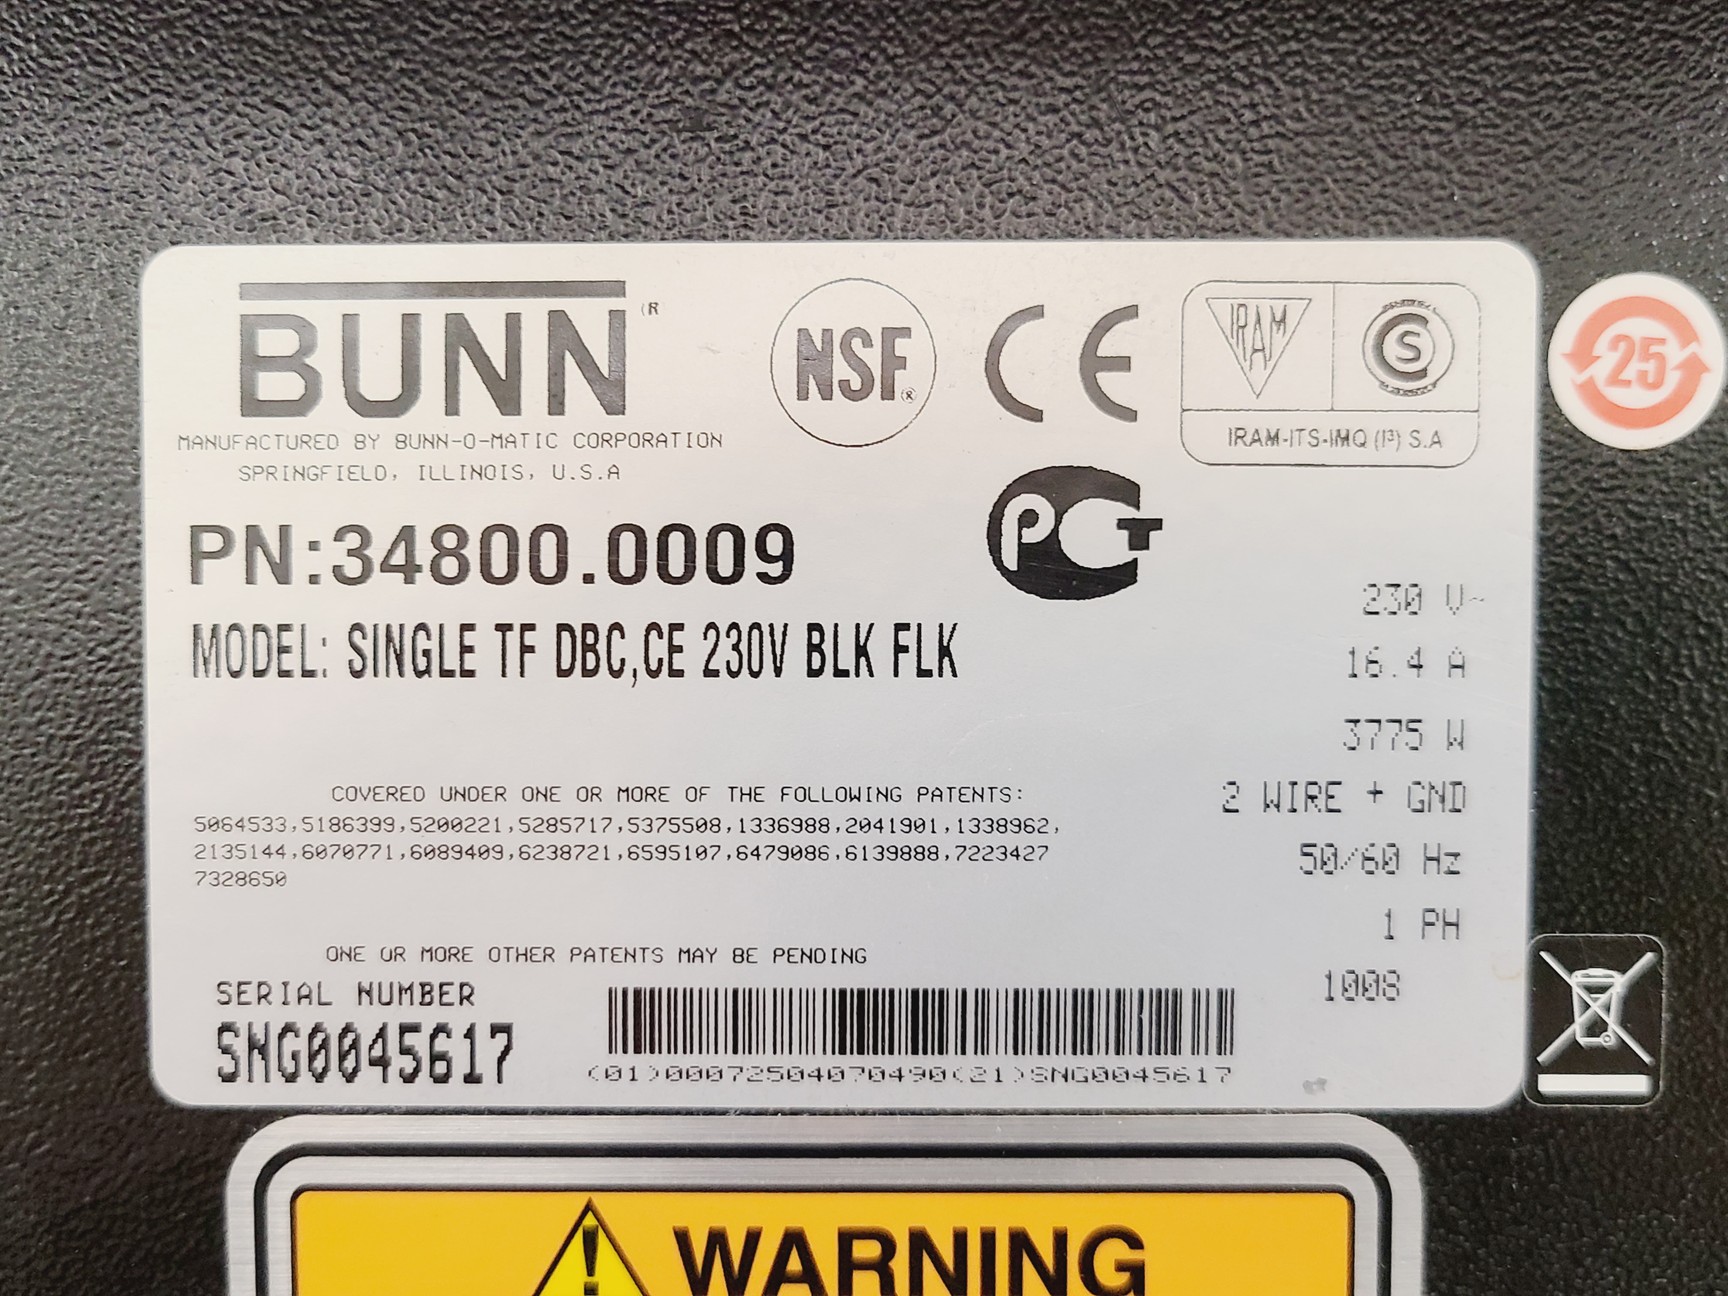 BUNN®
MANUFACTURED BY BUNN-O-MATIC CORPORATION
SPRINGFIELD, ILLINOIS, U.S.A
NSF®
CE
IRAM
S
IRAM-ITS-IMQ (I³) S.A
25
PCT
PN:34800.0009
MODEL: SINGLE TF DBC,CE 230V BLK FLK
230 V~
16.4 A
3775 W
2 WIRE + GND
50/60 Hz
1 PH
1008
COVERED UNDER ONE OR MORE OF THE FOLLOWING PATENTS:
5064533,5186399,5200221,5285717,5375508,1336988,2041901,1338962,
2135144,6070771,6089409,6238721,6595107,6479086,6139888,7223427
7328650
ONE OR MORE OTHER PATENTS MAY BE PENDING
SERIAL NUMBER
SNG0045617
(01)00072504070490(21)SNG0045617
WARNING